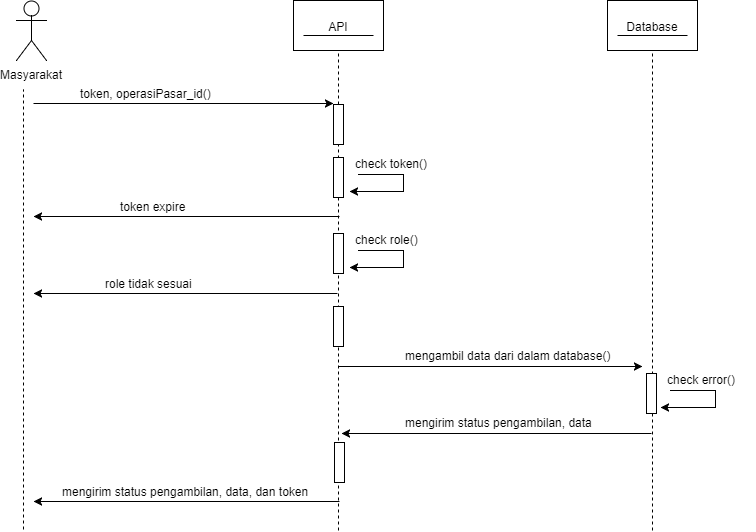 API
Database
Masyarakat
token, operasiPasar_id()
check token()
token expire
check role()
role tidak sesuai
mengambil data dari dalam database()
check error()
mengirim status pengambilan, data
mengirim status pengambilan, data, dan token